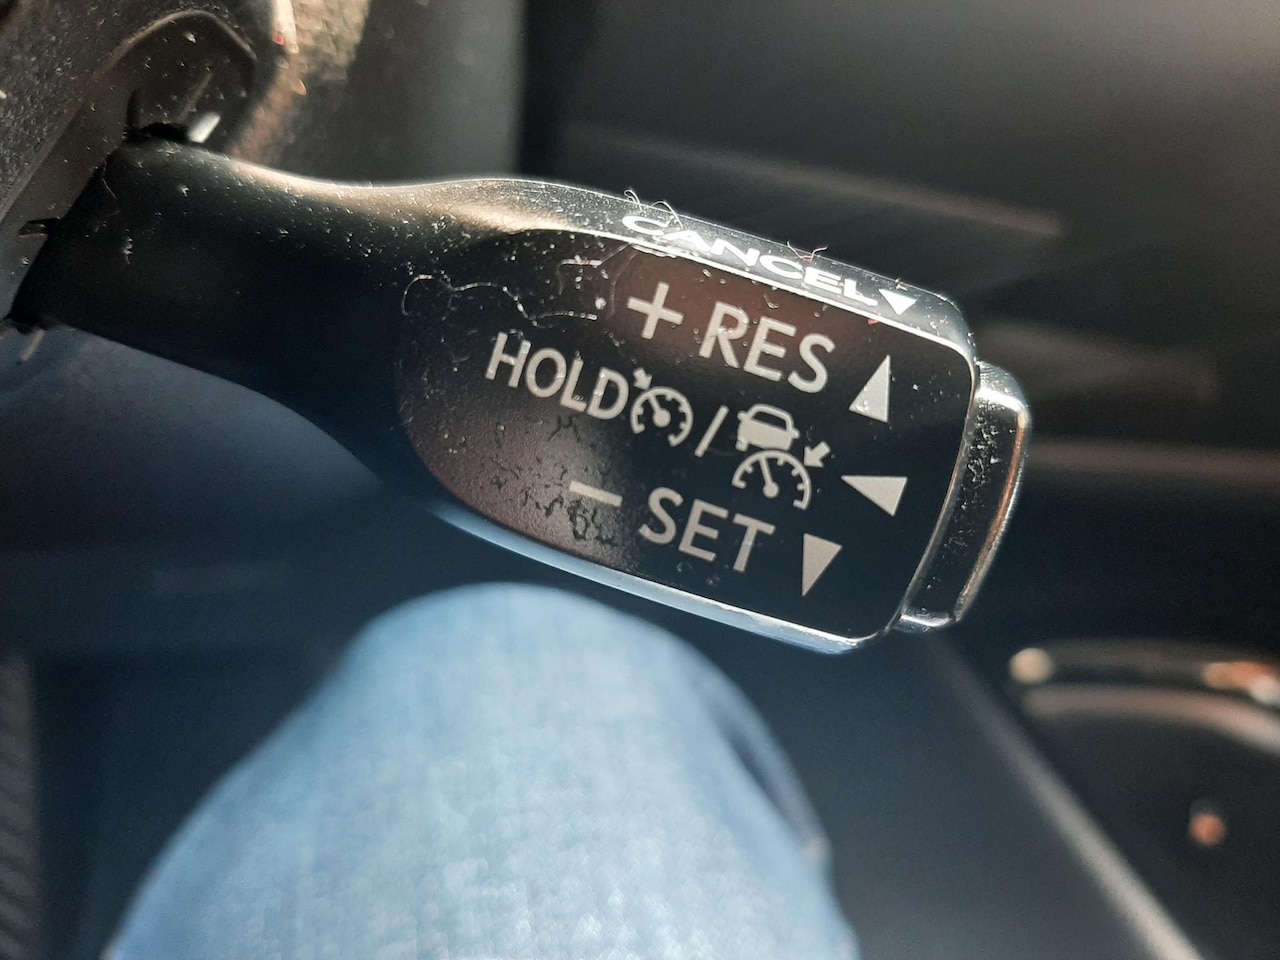 CANCEL
+ RES
HOLD /
- SET